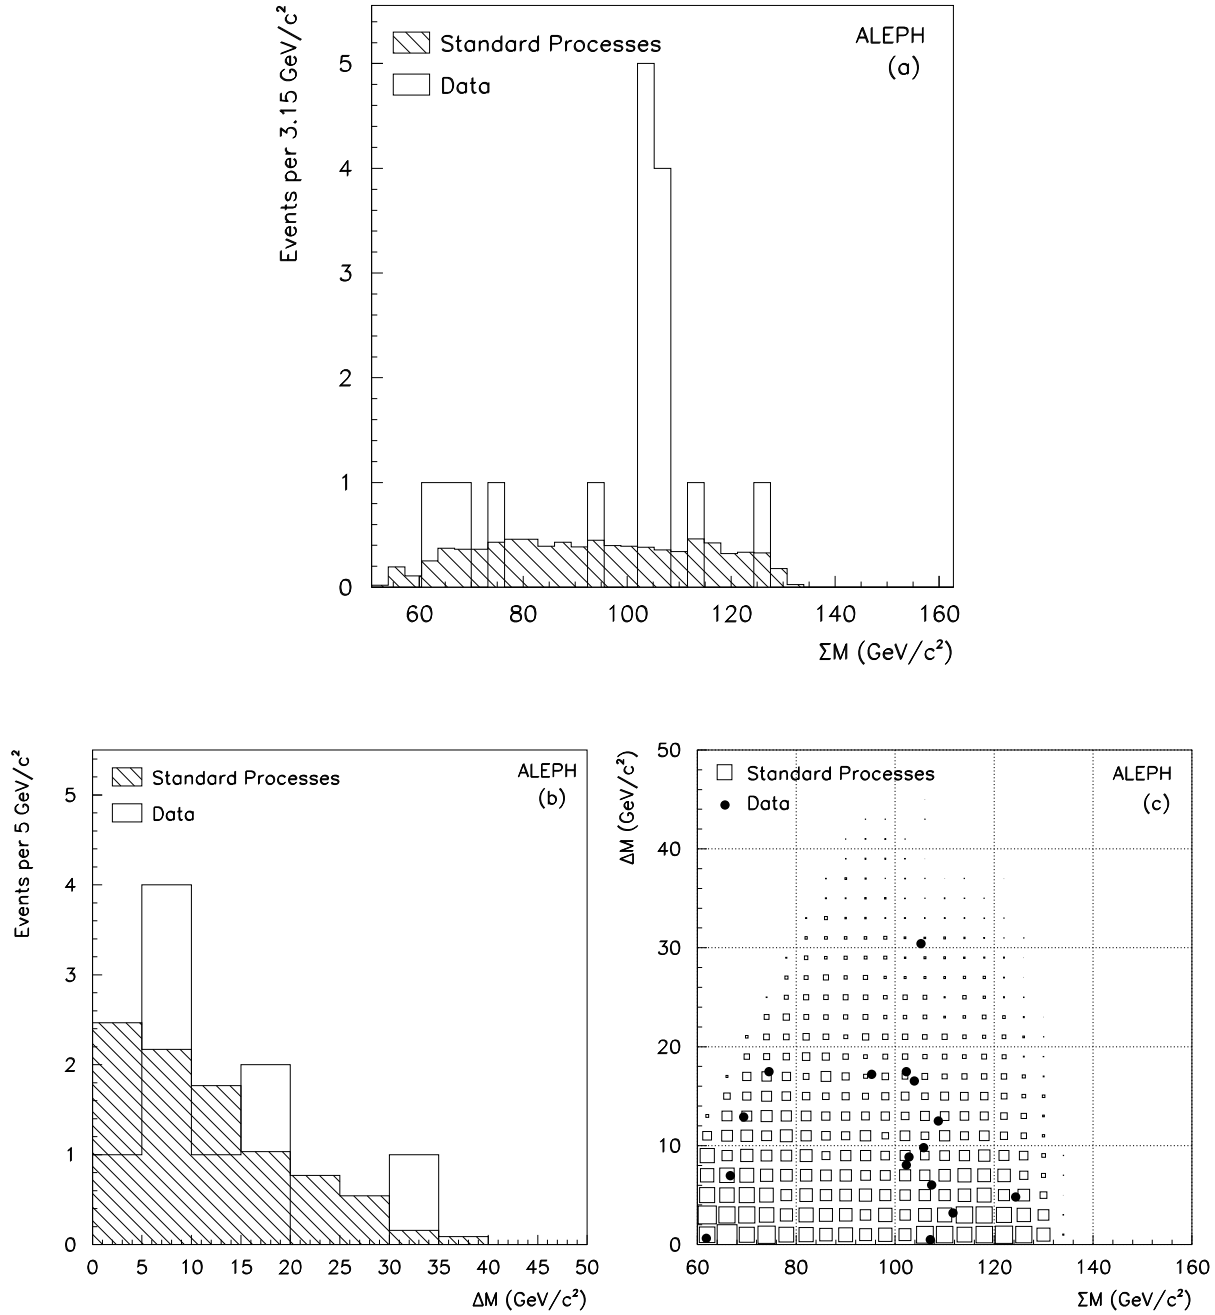 Events per 3.15 GeV/c²
Standard Processes
Data
ALEPH
(a)
5
4
3
2
1
0
60 80 100 120 140 160
ΣM (GeV/c²)
Events per 5 GeV/c²
Standard Processes
Data
ALEPH
(b)
5
4
3
2
1
0
0 5 10 15 20 25 30 35 40 45 50
ΔM (GeV/c²)
ΔM (GeV/c²)
Standard Processes
Data
ALEPH
(c)
50
40
30
20
10
0
60 80 100 120 140 160
ΣM (GeV/c²)